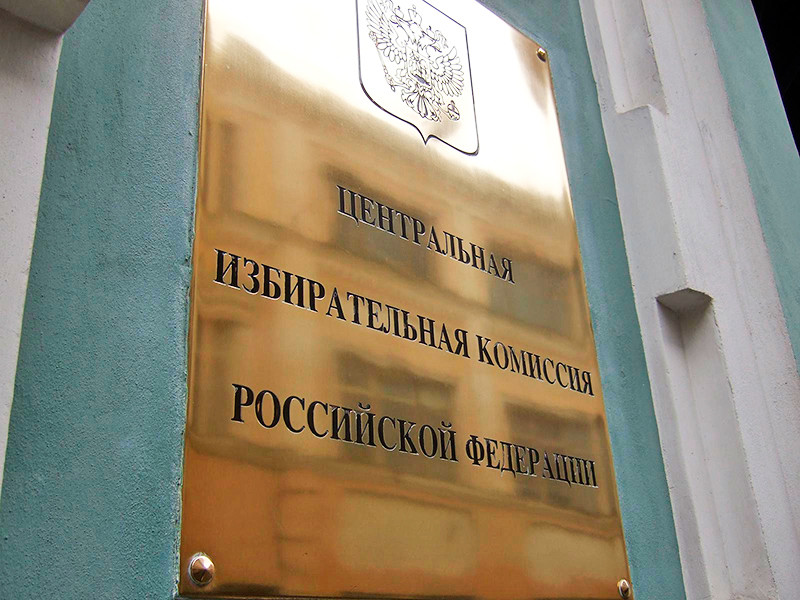 ЦЕНТРАЛЬНАЯ
ИЗБИРАТЕЛЬНАЯ КОМИССИЯ
РОССИЙСКОЙ ФЕДЕРАЦИИ